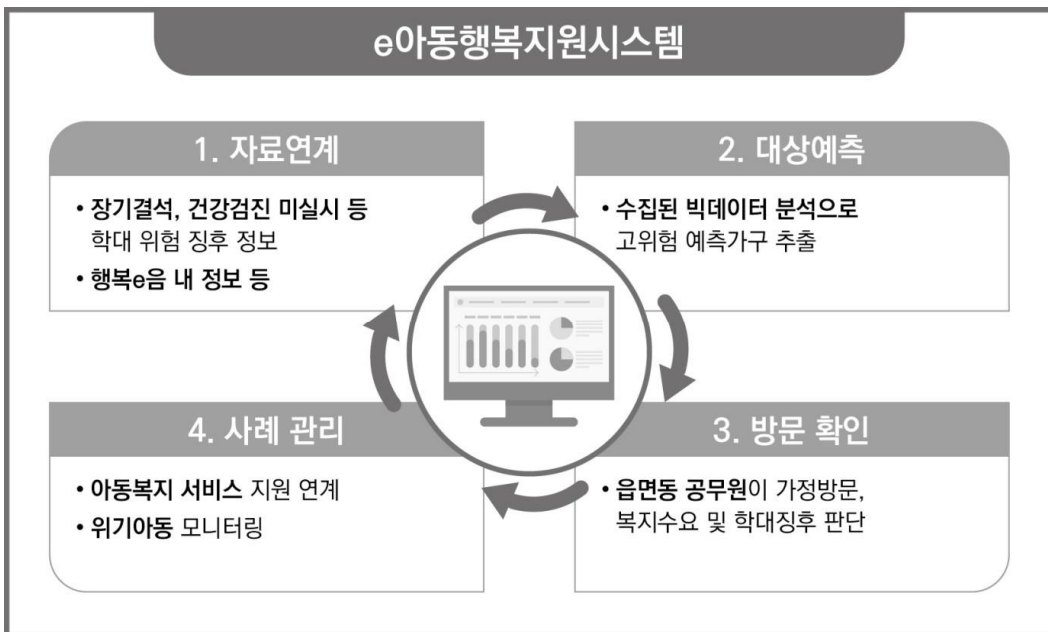 e아동행복지원시스템
1. 자료연계
• 장기결석, 건강검진 미실시 등
학대 위험 징후 정보
• 행복e음 내 정보 등
2. 대상예측
• 수집된 빅데이터 분석으로
고위험 예측가구 추출
3. 방문 확인
• 읍면동 공무원이 가정방문,
복지수요 및 학대징후 판단
4. 사례 관리
• 아동복지 서비스 지원 연계
• 위기아동 모니터링